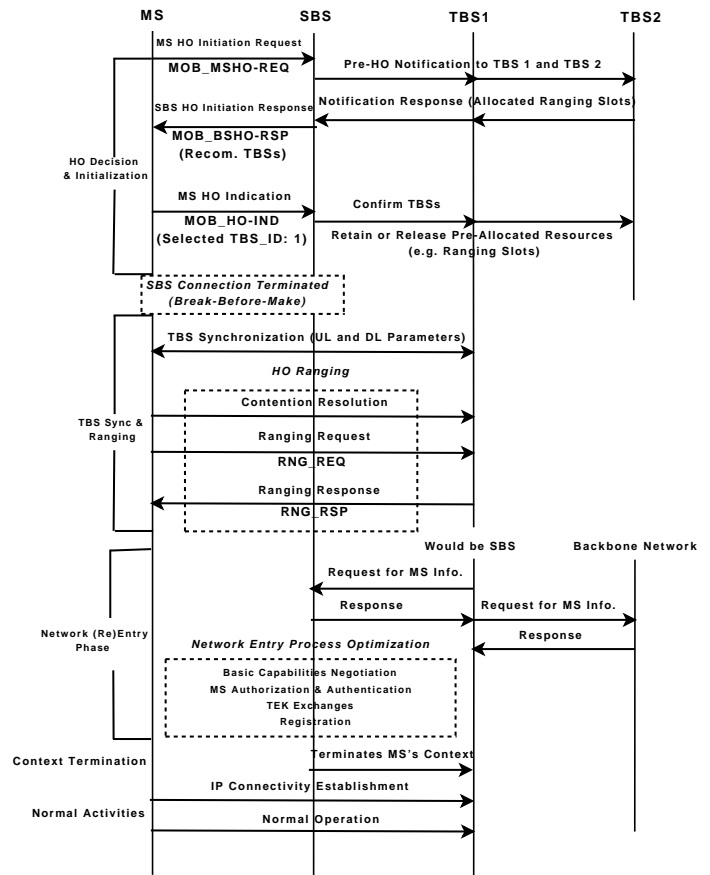 MS SBS TBS1 TBS2
MS HO Initiation Request
MOB_MSHO-REQ
Pre-HO Notification to TBS 1 and TBS 2
SBS HO Initiation Response
Notification Response (Allocated Ranging Slots)
MOB_BSHO-RSP
(Recom. TBSs)
HO Decision
& Initialization
MS HO Indication
Confirm TBSs
MOB_HO-IND
(Selected TBS_ID: 1)
Retain or Release Pre-Allocated Resources
(e.g. Ranging Slots)
SBS Connection Terminated
(Break-Before-Make)
TBS Synchronization (UL and DL Parameters)
HO Ranging
Contention Resolution
TBS Sync &
Ranging
Ranging Request
RNG_REQ
Ranging Response
RNG_RSP
Would be SBS
Backbone Network
Request for MS Info.
Response
Request for MS Info.
Network (Re)Entry
Phase
Response
Network Entry Process Optimization
Basic Capabilities Negotiation
MS Authorization & Authentication
TEK Exchanges
Registration
Context Termination
Terminates MS's Context
IP Connectivity Establishment
Normal Activities
Normal Operation